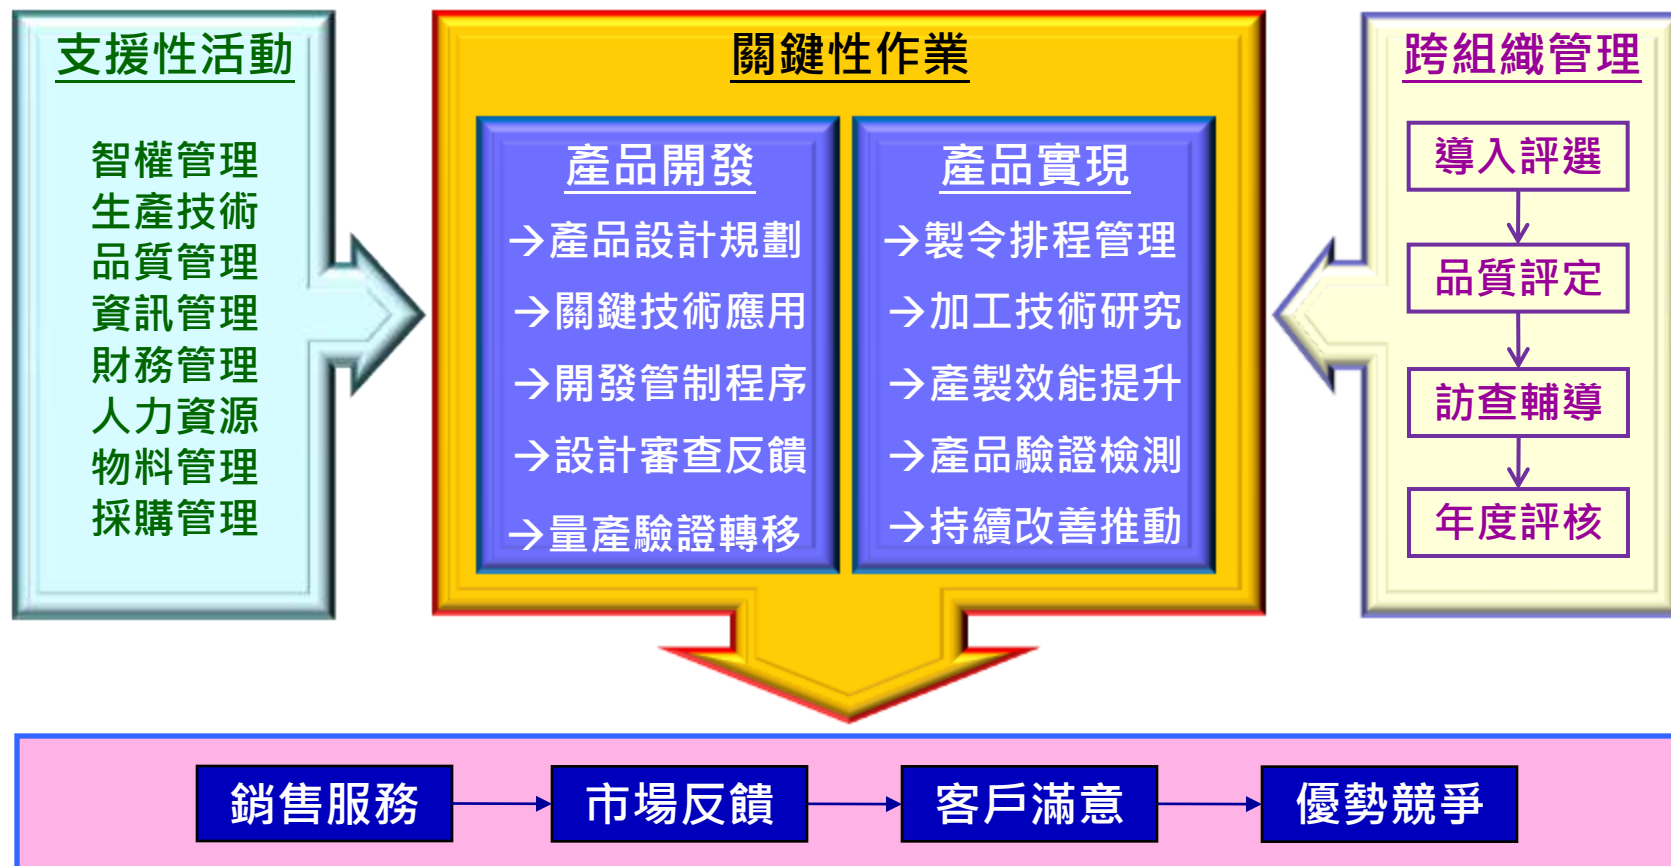 支援性活動
智權管理
生產技術
品質管理
資訊管理
財務管理
人力資源
物料管理
採購管理
關鍵性作業
產品開發
→產品設計規劃
→關鍵技術應用
→開發管制程序
→設計審查反饋
→量產驗證轉移
產品實現
→製令排程管理
→加工技術研究
→產製效能提升
→產品驗證檢測
→持續改善推動
跨組織管理
導入評選
品質評定
訪查輔導
年度評核
銷售服務
市場反饋
客戶滿意
優勢競爭